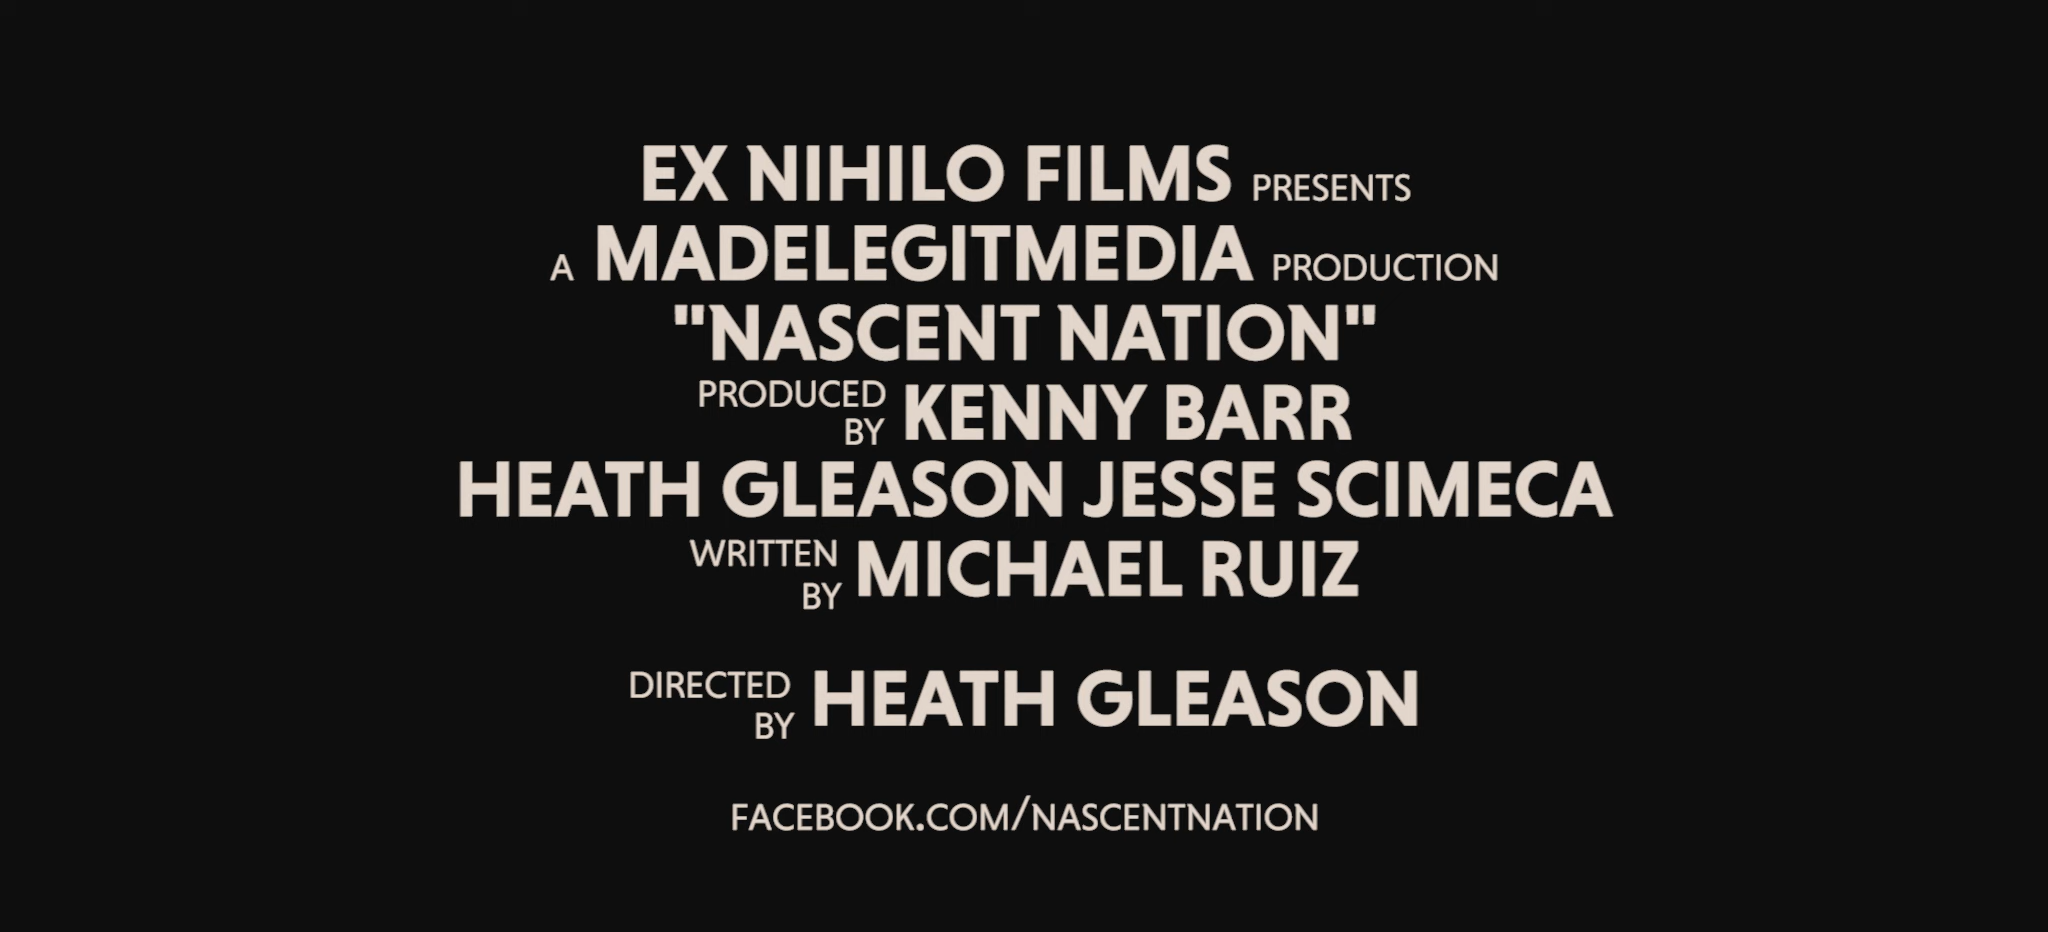 EX NIHILO FILMS PRESENTS
A MADELEGITMEDIA PRODUCTION
"NASCENT NATION"
PRODUCED BY KENNY BARR
HEATH GLEASON JESSE SCIMECA
WRITTEN BY MICHAEL RUIZ
DIRECTED BY HEATH GLEASON
FACEBOOK.COM/NASCENTNATION